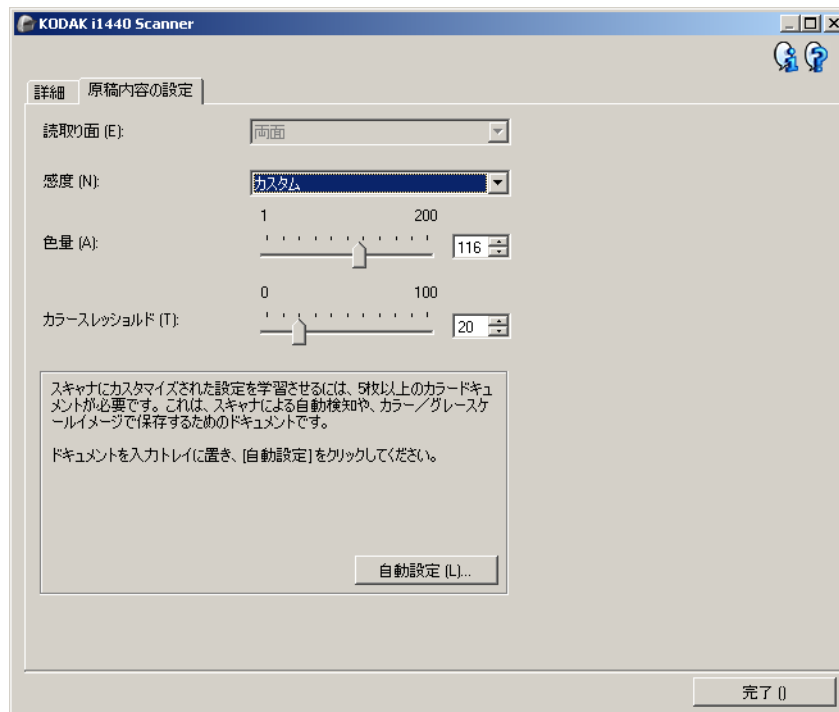 KODAK i1440 Scanner
詳細 原稿内容の設定
読取り面 (E): 両面
感度 (N): カスタム
1 200
色量 (A): 116
0 100
カラースレッショルド (T): 20
スキャナにカスタマイズされた設定を学習させるには、5枚以上のカラードキュ
メントが必要です。これは、スキャナによる自動検知や、カラー／グレースケ
ールイメージで保存するためのドキュメントです。
ドキュメントを入力トレイに置き、[自動設定]をクリックしてください。
自動設定 (L)...
完了 ()